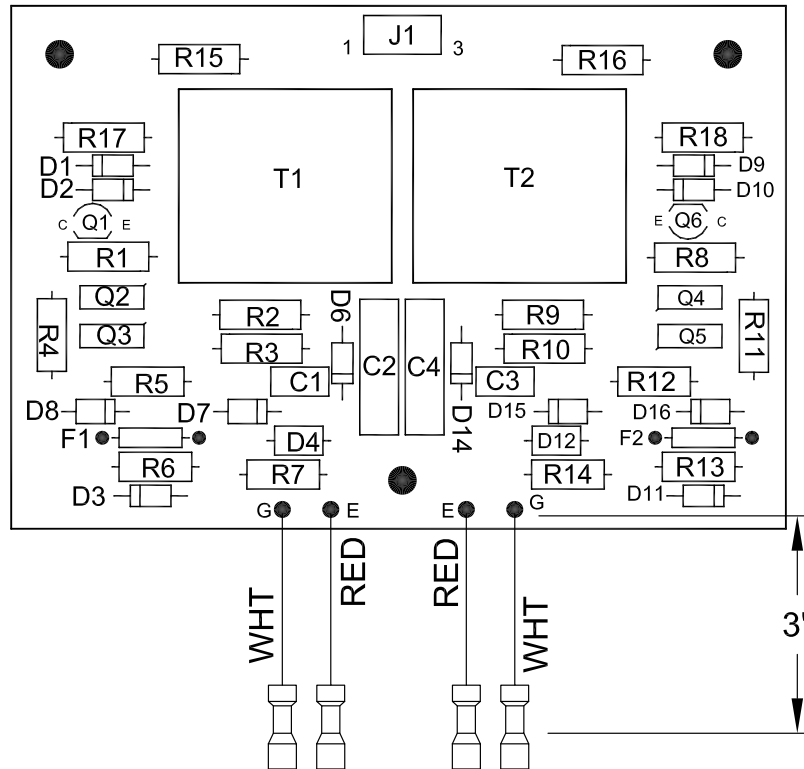 1 J1 3
R15 R16
R17 R18
D1 D9
D2 D10
T1 T2
C Q1 E E Q6 C
R1 R8
Q2 Q4
R2 D6 R9
Q3 Q5
R4 R11
R3 C2 C4 R10
R5 C1 C3 R12
D8 D7 D14 D15 D16
F1 D4 D12 F2
R6 R7 R14 R13
D3 D11
G E E G
WHT RED RED WHT
3"